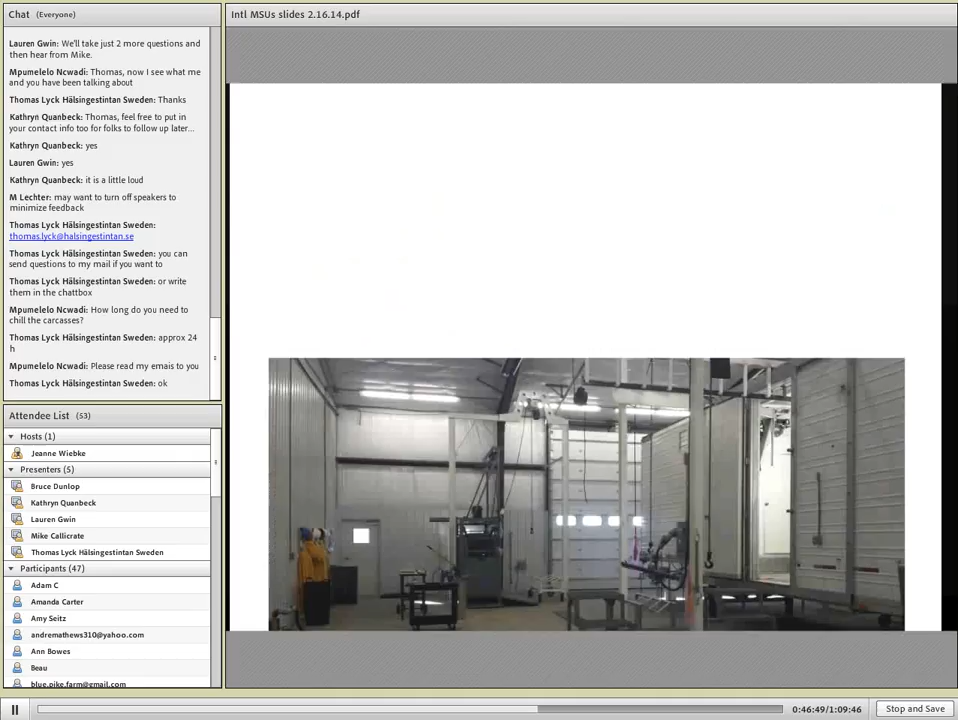 Chat (Everyone)
Lauren Gwin: We'll take just 2 more questions and
then hear from Mike.
Mpumelelo Ncwadi: Thomas, now I see what me
and you have been talking about
Thomas Lyck Hälsingestintan Sweden: Thanks
Kathryn Quanbeck: Thomas, feel free to put in
your contact info too for folks to follow up later...
Kathryn Quanbeck: yes
Lauren Gwin: yes
Kathryn Quanbeck: it is a little loud
M Lechter: may want to turn off speakers to
minimize feedback
Thomas Lyck Hälsingestintan Sweden:
thomas.lyck@halsingestintan.se
Thomas Lyck Hälsingestintan Sweden: you can
send questions to my mail if you want to
Thomas Lyck Hälsingestintan Sweden: or write
them in the chattbox
Mpumelelo Ncwadi: How long do you need to
chill the carcasses?
Thomas Lyck Hälsingestintan Sweden: approx 24
h
Mpumelelo Ncwadi: Please read my emais to you
Thomas Lyck Hälsingestintan Sweden: ok
Attendee List (53)
Hosts (1)
Jeanne Wiebke
Presenters (5)
Bruce Dunlop
Kathryn Quanbeck
Lauren Gwin
Mike Callicrate
Thomas Lyck Hälsingestintan Sweden
Participants (47)
Adam C
Amanda Carter
Amy Seitz
andremathews310@yahoo.com
Ann Bowes
Beau
blue.pike.farm@gmail.com
Intl MSUs slides 2.16.14.pdf
0:46:49/1:09:46
Stop and Save